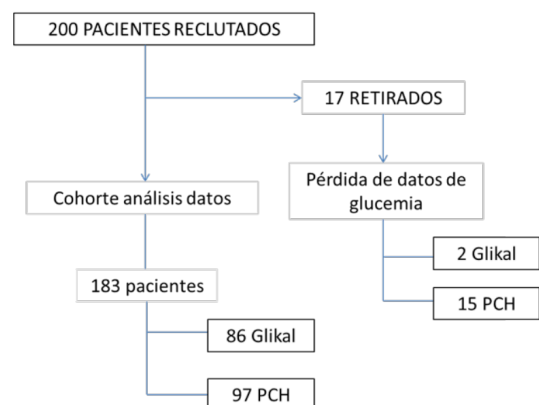 200 PACIENTES RECLUTADOS
17 RETIRADOS
Cohorte análisis datos
Pérdida de datos de
glucemia
2 Glikal
183 pacientes
15 PCH
86 Glikal
97 PCH